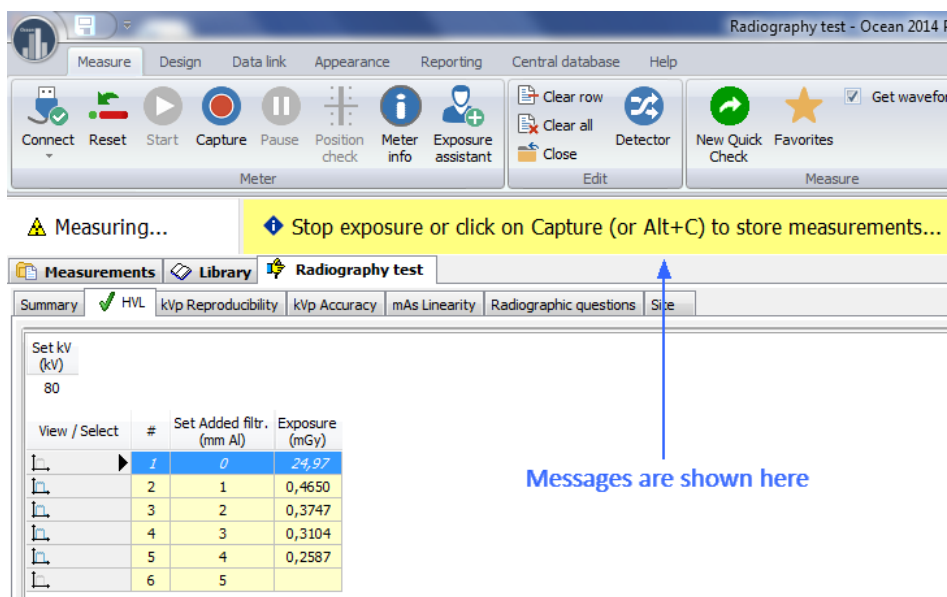 Radiography test - Ocean 2014 P
Measure Design Data link Appearance Reporting Central database Help
Connect Reset Start Capture Pause Position check Meter info Exposure assistant
Clear row
Clear all
Close
Detector
New Quick Check Favorites
Get wavefor
Meter Edit Measure
Measuring... Stop exposure or click on Capture (or Alt+C) to store measurements...
Measurements Library Radiography test
Summary HVL kVp Reproducibility kVp Accuracy mAs Linearity Radiographic questions Site
Set kV
(kV)
80
View / Select # Set Added filtr. (mm Al) Exposure (mGy)
1 0 24,97
2 1 0,4650
3 2 0,3747
4 3 0,3104
5 4 0,2587
6 5
Messages are shown here